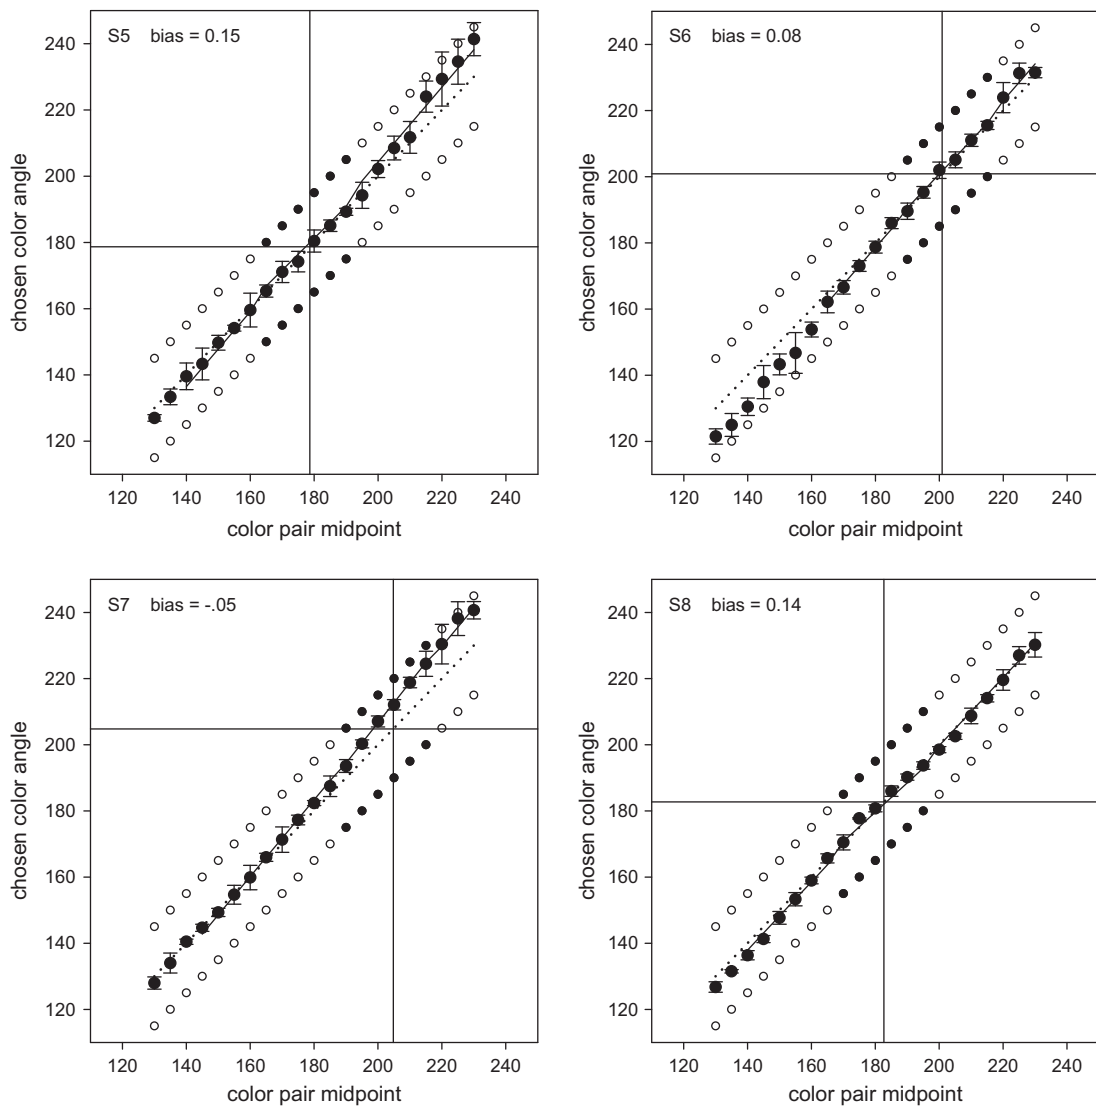 S5 bias = 0.15
240
220
200
180
160
140
120
chosen color angle
120 140 160 180 200 220 240
color pair midpoint
S6 bias = 0.08
240
220
200
180
160
140
120
chosen color angle
120 140 160 180 200 220 240
color pair midpoint
S7 bias = -.05
240
220
200
180
160
140
120
chosen color angle
120 140 160 180 200 220 240
color pair midpoint
S8 bias = 0.14
240
220
200
180
160
140
120
chosen color angle
120 140 160 180 200 220 240
color pair midpoint